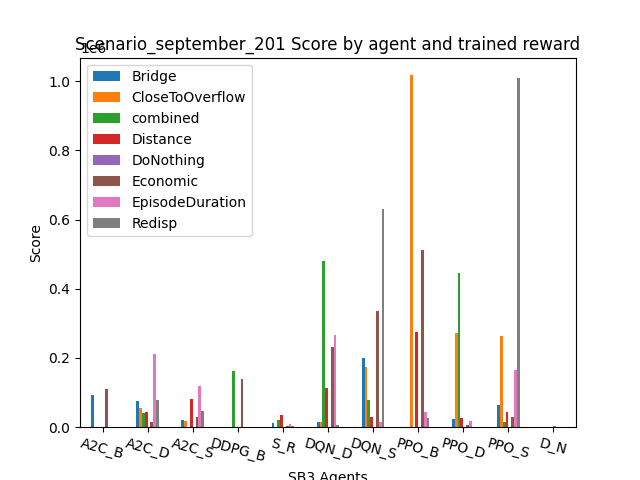 Scenario_september_201 Score by agent and trained reward
1e6
Bridge
CloseToOverflow
combined
Distance
DoNothing
Economic
EpisodeDuration
Redisp
1.0
0.8
0.6
0.4
0.2
0.0
Score
A2C_B A2C_D A2C_S DDPG_B S_R DQN_D DQN_S PPO_B PPO_D PPO_S D_N
SB3 Agents